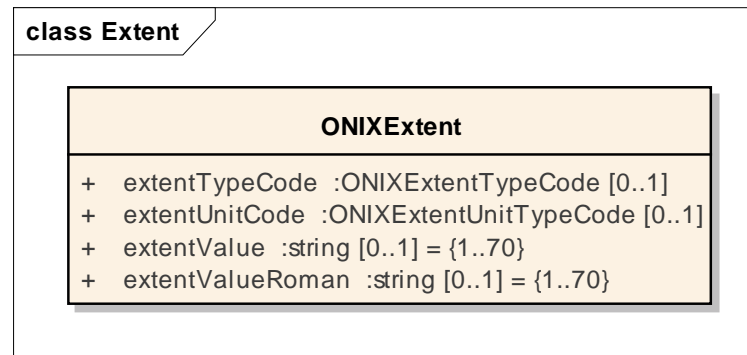 class Extent
ONIXExtent
+ extentTypeCode :ONIXExtentTypeCode [0..1]
+ extentUnitCode :ONIXExtentUnitTypeCode [0..1]
+ extentValue :string [0..1] = {1..70}
+ extentValueRoman :string [0..1] = {1..70}